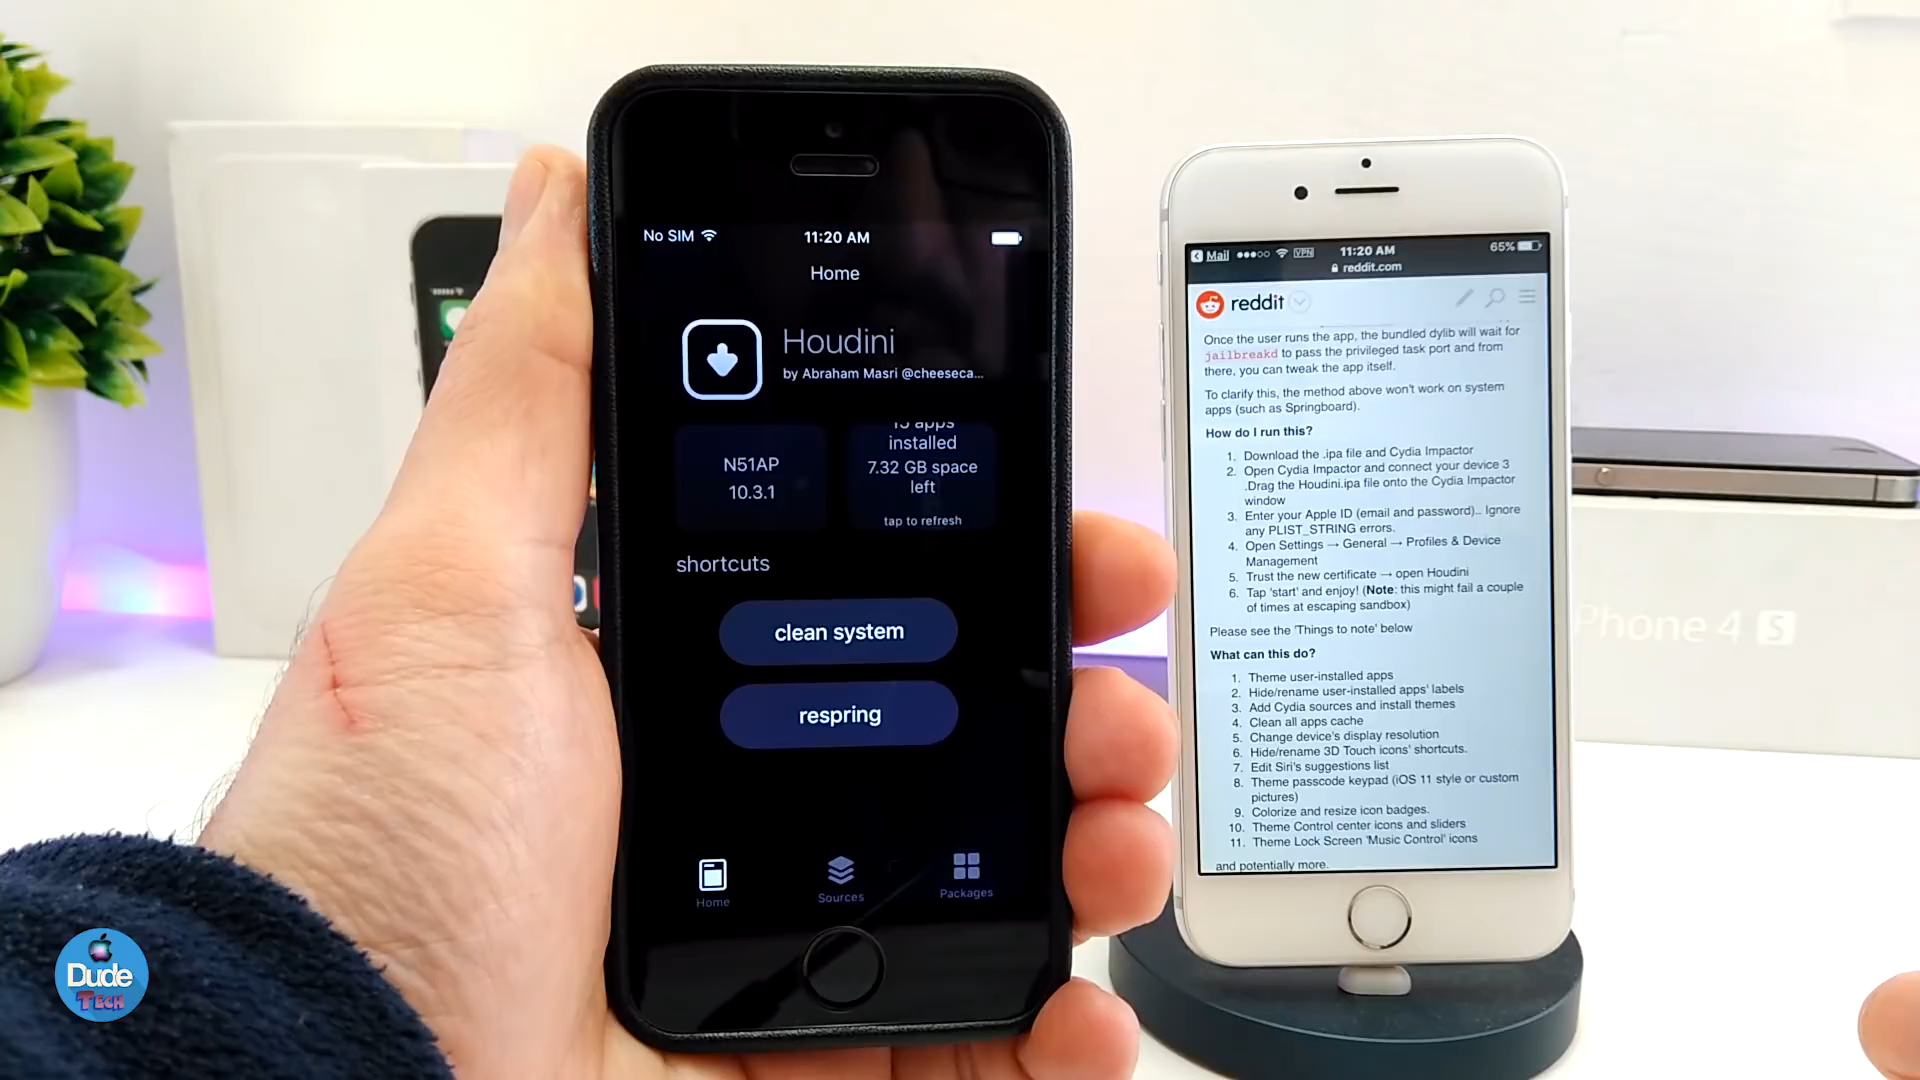 No SIM
11:20 AM
Home
Houdini
by Abraham Masri @cheeseca...
N51AP
10.3.1
apps
installed
7.32 GB space
left
tap to refresh
shortcuts
clean system
respring
Home
Sources
Packages
Mail
VPN
11:20 AM
65%
reddit.com
reddit
Once the user runs the app, the bundled dylib will wait for
jailbreakd to pass the privileged task port and from
there, you can tweak the app itself.
To clarify this, the method above won't work on system
apps (such as Springboard).
How do I run this?
1. Download the .ipa file and Cydia Impactor
2. Open Cydia Impactor and connect your device 3
.Drag the Houdini.ipa file onto the Cydia Impactor
window
3. Enter your Apple ID (email and password).. Ignore
any PLIST_STRING errors.
4. Open Settings → General → Profiles & Device
Management
5. Trust the new certificate → open Houdini
6. Tap 'start' and enjoy! (Note: this might fail a couple
of times at escaping sandbox)
Please see the 'Things to note' below
What can this do?
1. Theme user-installed apps
2. Hide/rename user-installed apps' labels
3. Add Cydia sources and install themes
4. Clean all apps cache
5. Change device's display resolution
6. Hide/rename 3D Touch icons' shortcuts.
7. Edit Siri's suggestions list
8. Theme passcode keypad (iOS 11 style or custom
pictures)
9. Colorize and resize icon badges.
10. Theme Control center icons and sliders
11. Theme Lock Screen 'Music Control' icons
and potentially more.
Phone 4 S
Dude
TECH